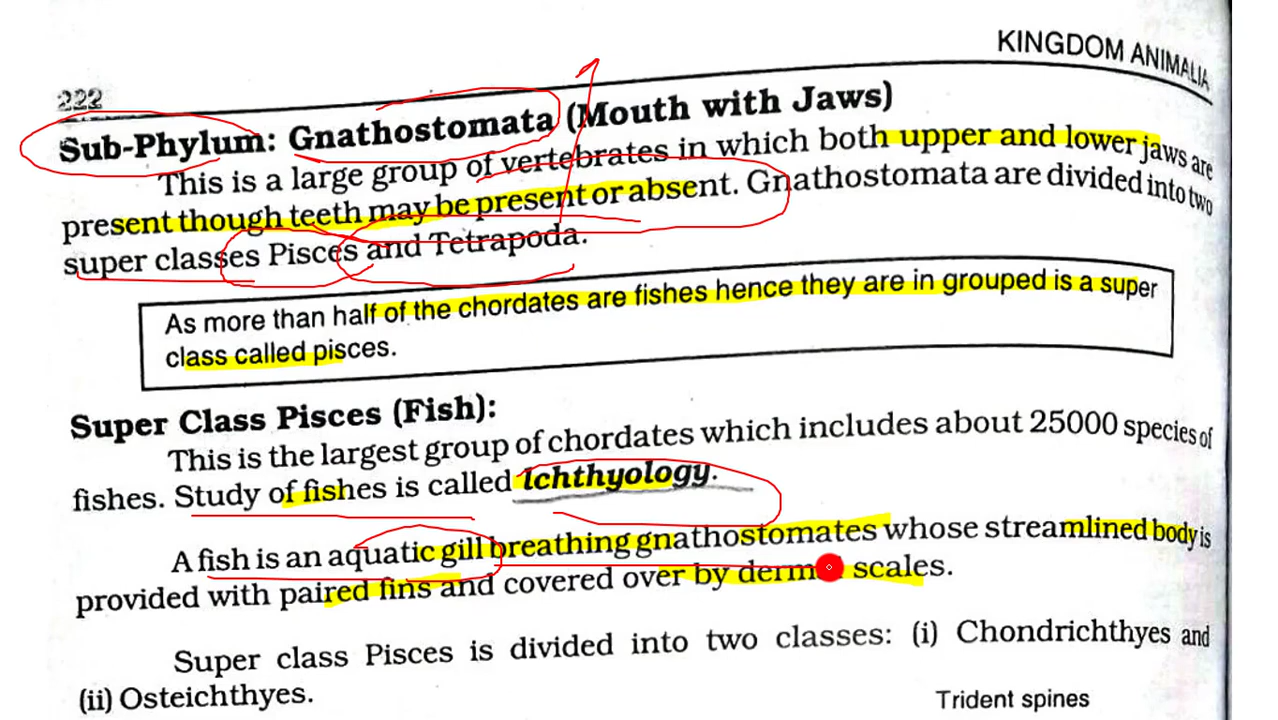 KINGDOM ANIMALIA
222
Sub-Phylum: Gnathostomata (Mouth with Jaws)
This is a large group of vertebrates in which both upper and lower jaws are
present though teeth may be present or absent. Gnathostomata are divided into two
super classes Pisces and Tetrapoda.
As more than half of the chordates are fishes hence they are in grouped is a super
class called pisces.
Super Class Pisces (Fish):
This is the largest group of chordates which includes about 25000 species of
fishes. Study of fishes is called Ichthyology.
A fish is an aquatic gill breathing gnathostomates whose streamlined body is
provided with paired fins and covered over by scales.
Super class Pisces is divided into two classes: (i) Chondrichthyes and
(ii) Osteichthyes.
Trident spines